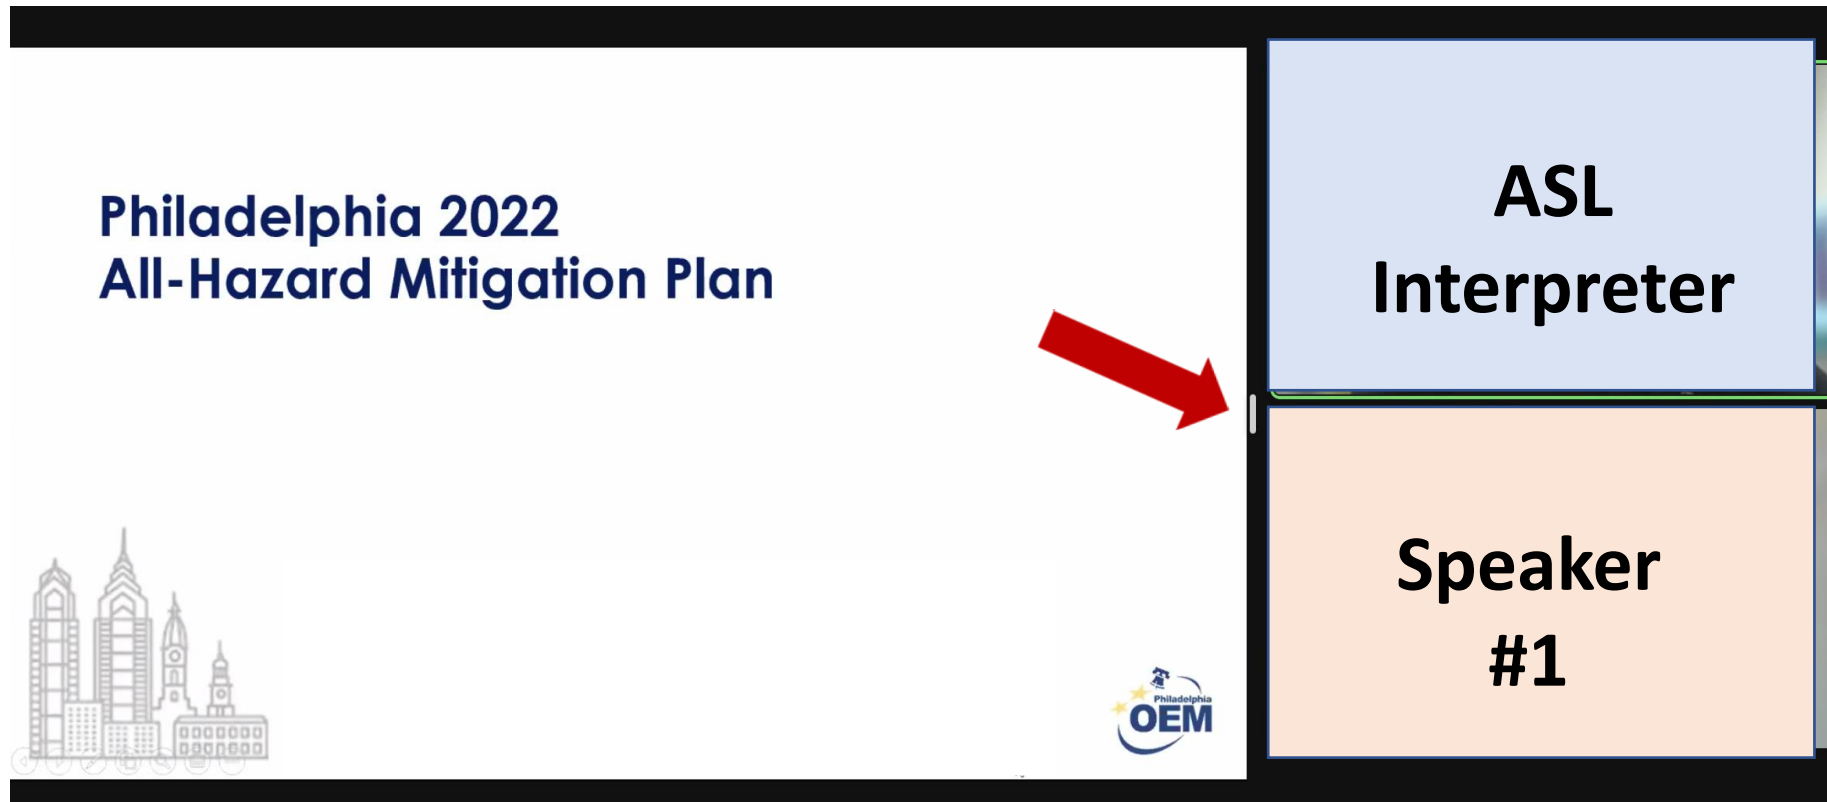 Philadelphia 2022
All-Hazard Mitigation Plan
ASL
Interpreter
Speaker
#1
Philadelphia
OEM